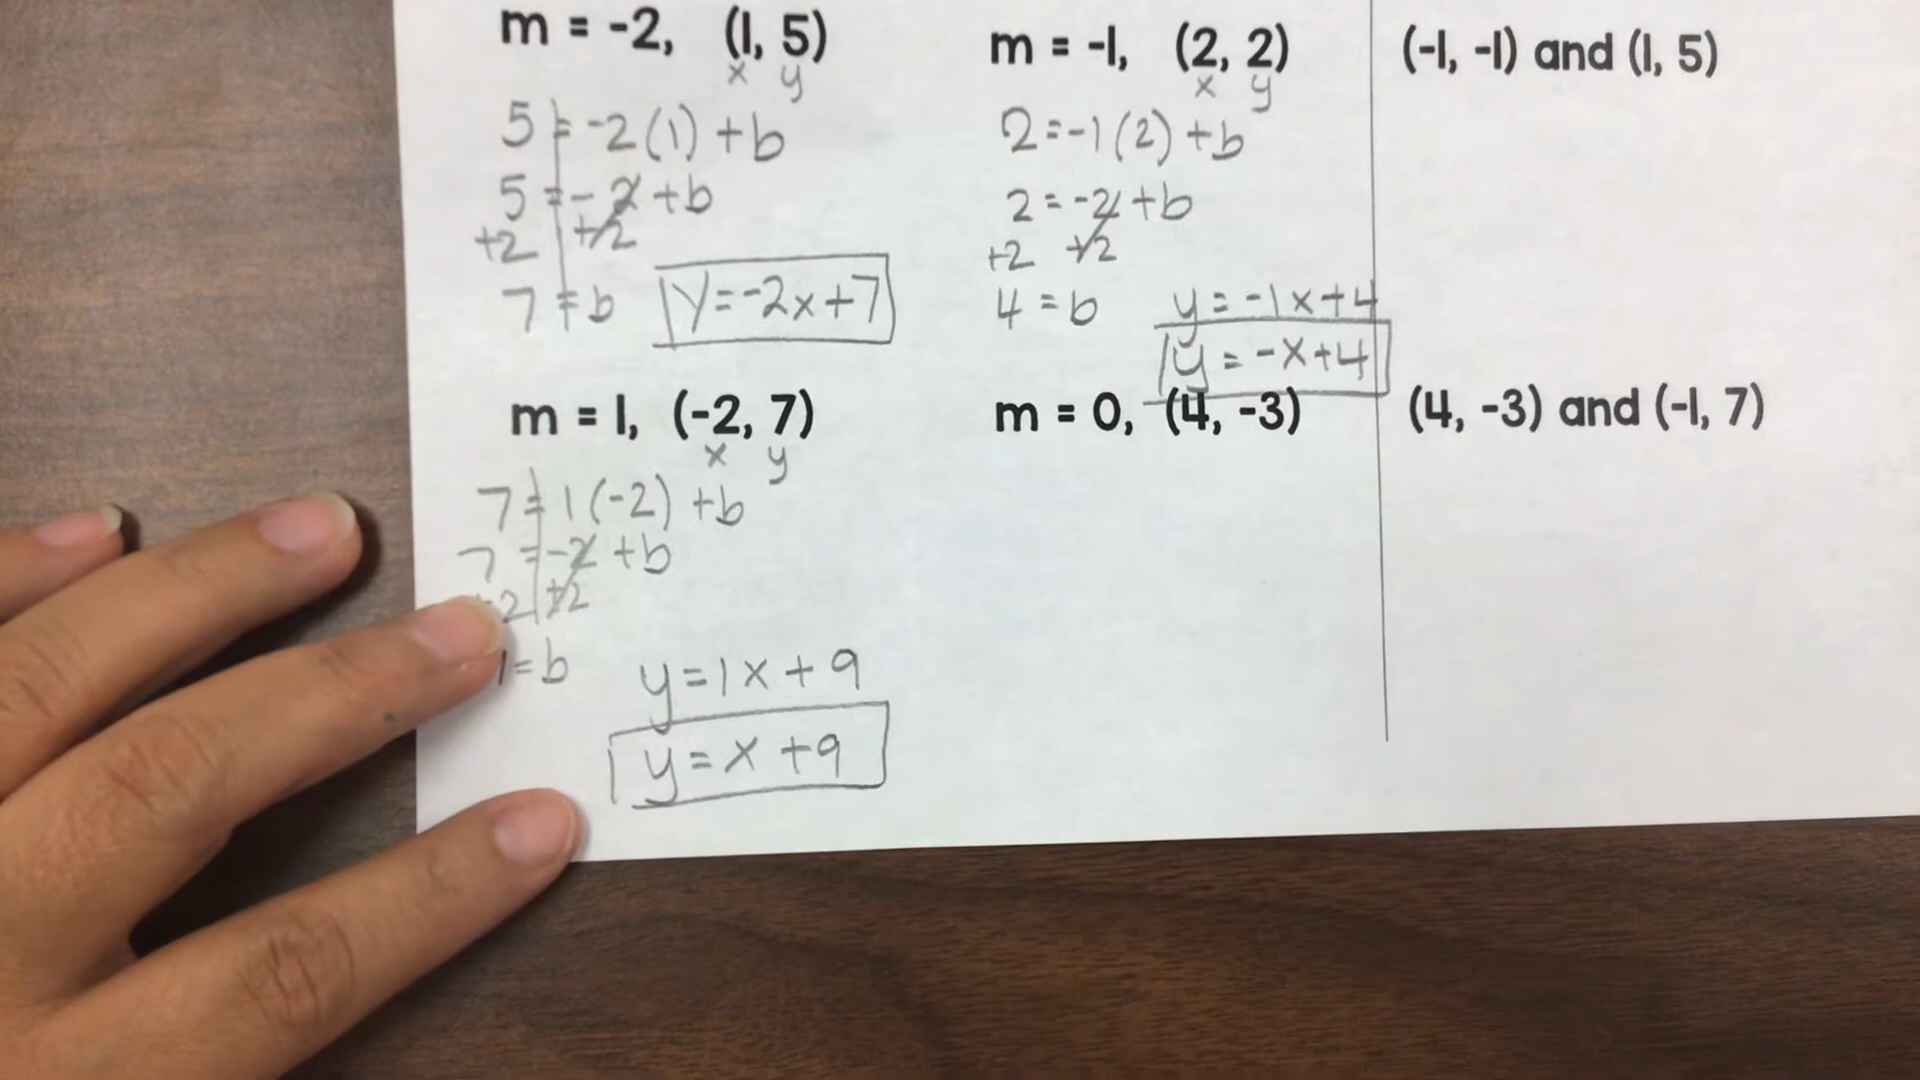 m = -2, (1, 5)
x y
5 = -2(1) + b
5 = -2 + b
+2 +2
7 = b
y = -2x + 7
m = -1, (2, 2)
x y
2 = -1(2) + b
2 = -2 + b
+2 +2
4 = b
y = -1x + 4
y = -x + 4
(-1, -1) and (1, 5)
m = 1, (-2, 7)
x y
7 = 1(-2) + b
7 = -2 + b
+2 +2
= b
y = 1x + 9
y = x + 9
m = 0, (4, -3)
(4, -3) and (-1, 7)